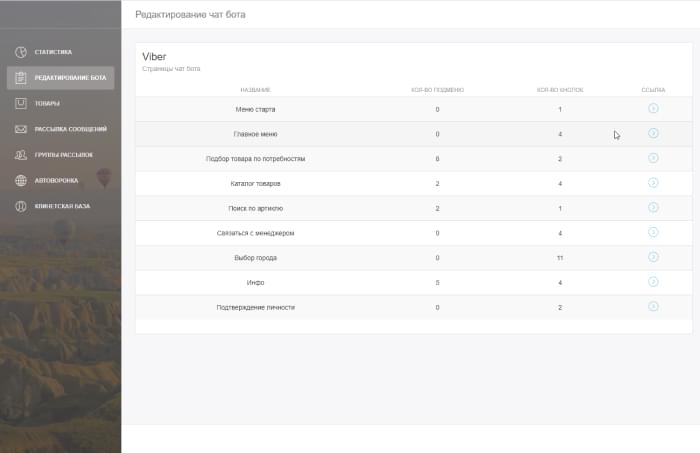 Редактирование чат бота
СТАТИСТИКА
РЕДАКТИРОВАНИЕ БОТА
ТОВАРЫ
РАССЫЛКА СООБЩЕНИЙ
ГРУППЫ РАССЫЛОК
АВТОВОРОНКА
КЛИНЕТСКАЯ БАЗА
Viber
Страницы чат бота
НАЗВАНИЕ КОЛ-ВО ПОДМЕНЮ КОЛ-ВО КНОПОК ССЫЛКА
Меню старта 0 1
Главное меню 0 4
Подбор товара по потребностям 6 2
Каталог товаров 2 4
Поиск по артиклю 2 1
Связаться с менеджером 0 4
Выбор города 0 11
Инфо 5 4
Подтверждение личности 0 2